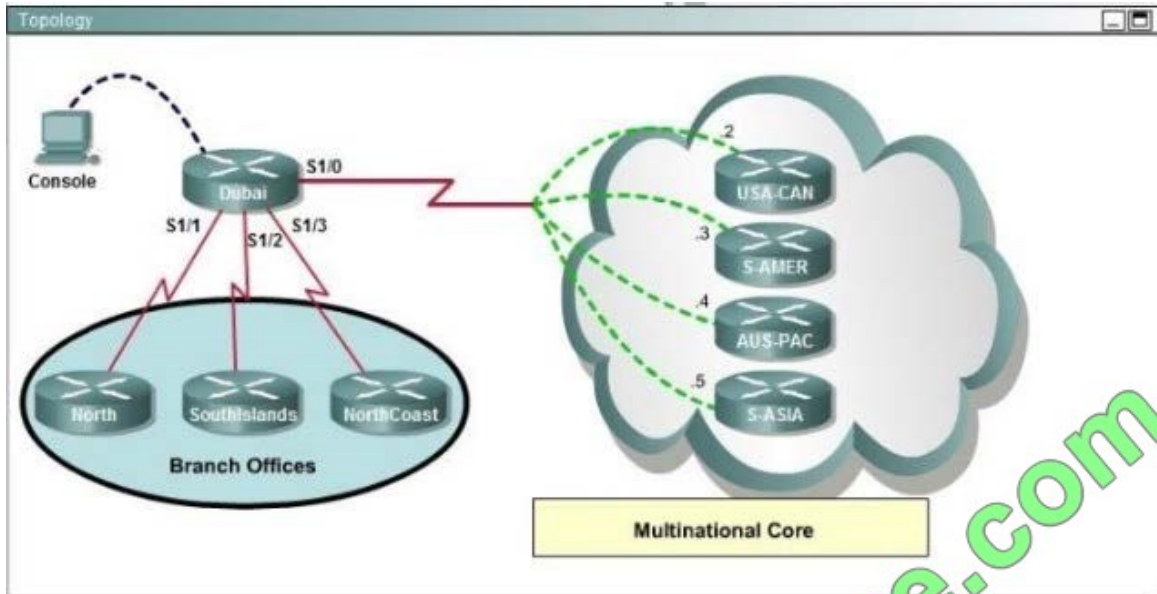 Topology
Console
Dubai
S1/0
S1/1
S1/2
S1/3
North
SouthIslands
NorthCoast
Branch Offices
.2
USA-CAN
.3
S-AMER
.4
AUS-PAC
.5
S-ASIA
Multinational Core
e.com